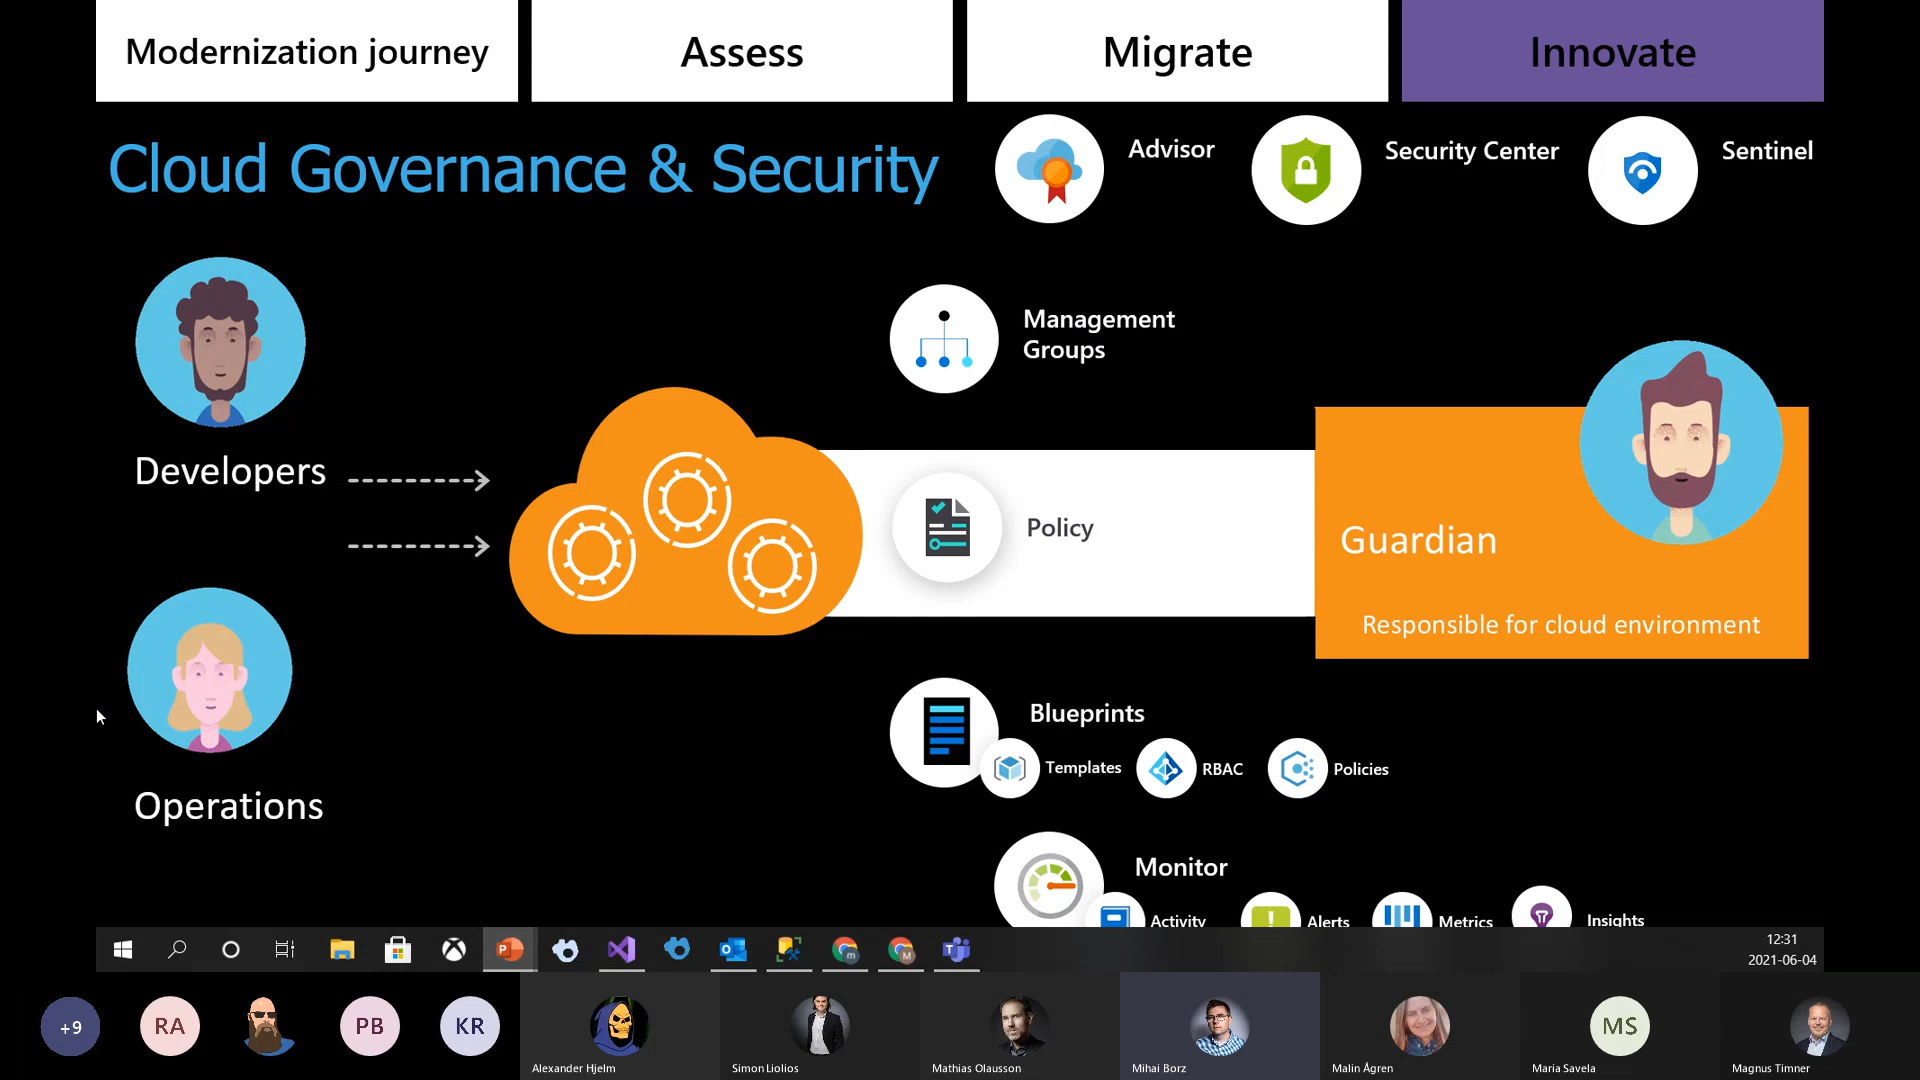 Modernization journey
Assess
Migrate
Innovate
Cloud Governance & Security
Advisor
Security Center
Sentinel
Management
Groups
Developers
Policy
Guardian
Responsible for cloud environment
Operations
Blueprints
Templates
RBAC
Policies
Monitor
Activity
Alerts
Metrics
Insights
12:31
2021-06-04
+9
RA
PB
KR
Alexander Hjelm
Simon Liolios
Mathias Olausson
Mihai Borz
Malin Ågren
MS
Maria Savela
Magnus Timner